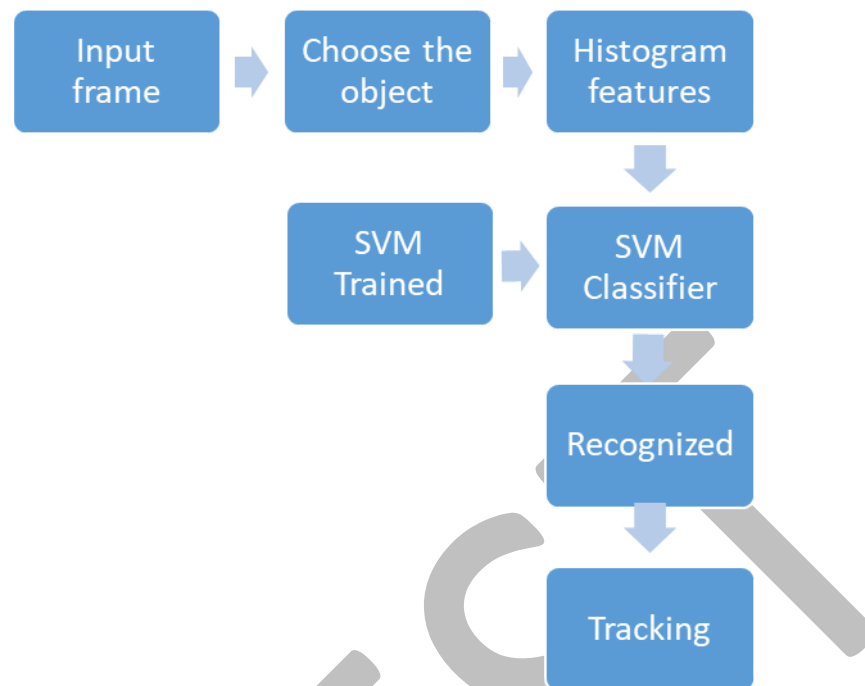 Input
frame
Choose the
object
Histogram
features
SVM
Trained
SVM
Classifier
Recognized
Tracking